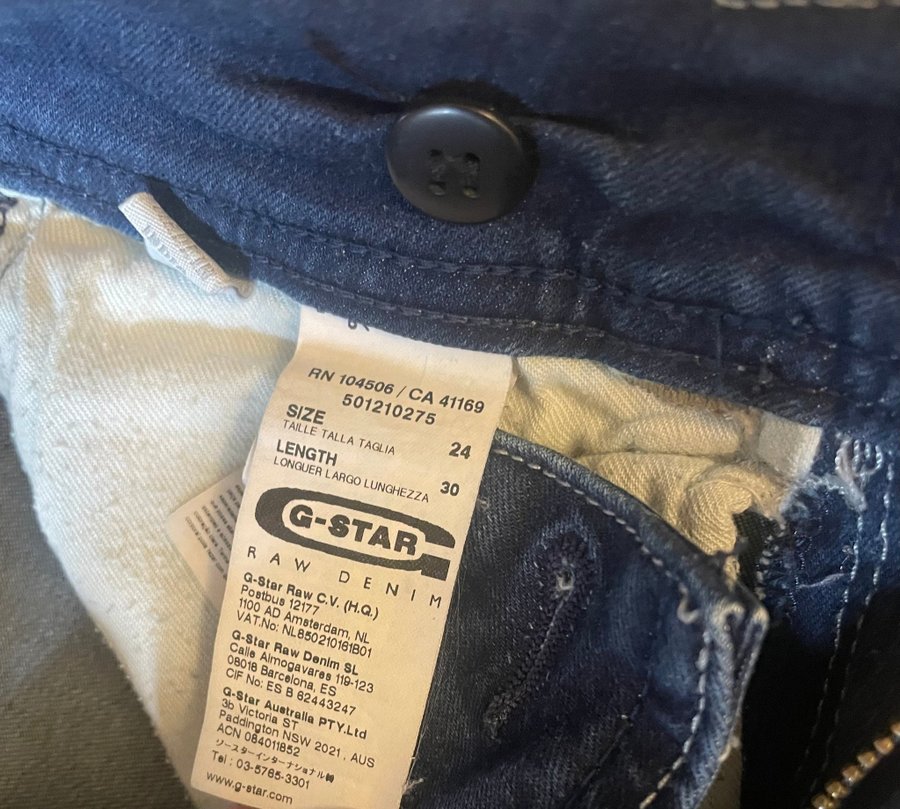 RN 104506 / CA 41169
501210275
SIZE 24
TAILLE TALLA TAGLIA
LENGTH 30
LONGUER LARGO LUNGHEZZA
G-STAR
RAW DENIM
G-Star Raw C.V. (H.Q.)
Postbus 12177
1100 AD Amsterdam, NL
VAT.No: NL850210161B01
G-Star Raw Denim SL
Calle Almogavares 119-123
08018 Barcelona, ES
CIF No: ES B 62443247
G-Star Australia PTY.Ltd
3b Victoria ST
Paddington NSW 2021 , AUS
ACN 084011852
ジースターインターナショナル㈱
Tel : 03-5765-3301
www.g-star.com